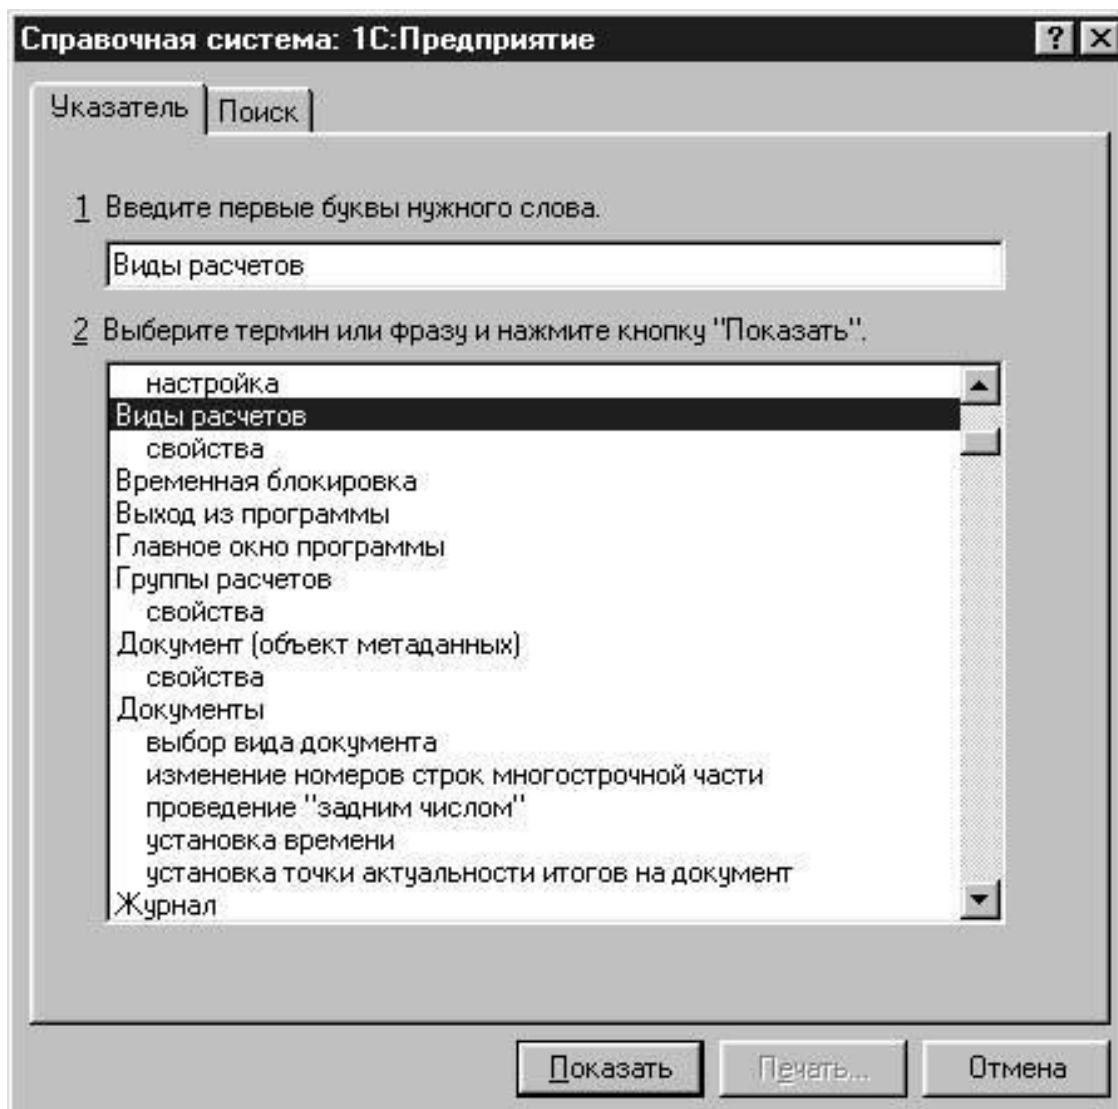 Справочная система: 1С:Предприятие
Указатель
Поиск
1 Введите первые буквы нужного слова.
Виды расчетов
2 Выберите термин или фразу и нажмите кнопку "Показать".
настройка
Виды расчетов
свойства
Временная блокировка
Выход из программы
Главное окно программы
Группы расчетов
свойства
Документ (объект метаданных)
свойства
Документы
выбор вида документа
изменение номеров строк многострочной части
проведение "задним числом"
установка времени
установка точки актуальности итогов на документ
Журнал
Показать
Печать...
Отмена